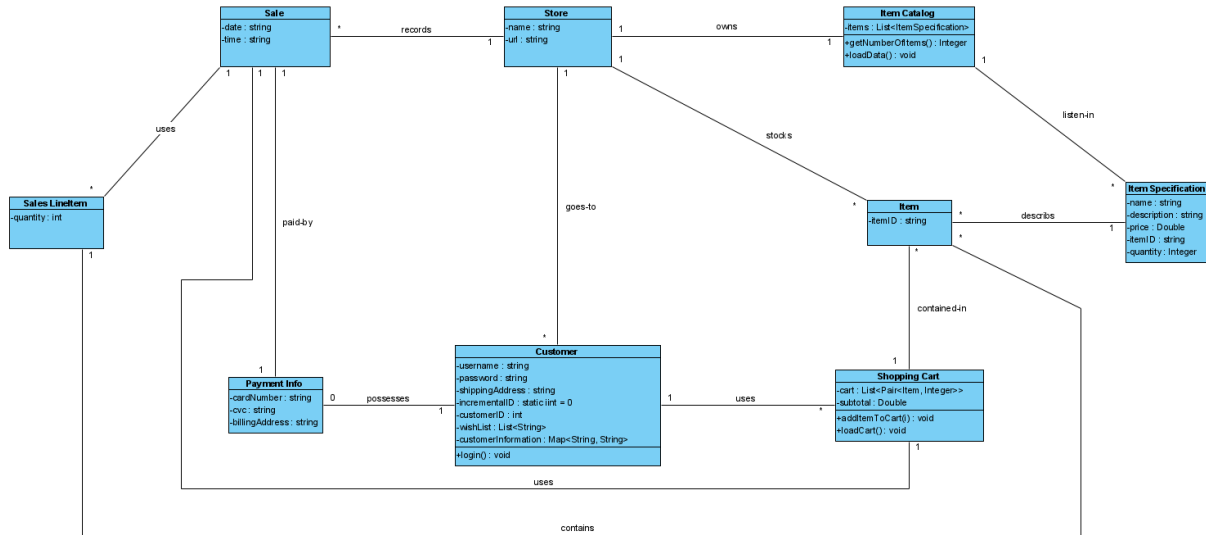 Sale
-date : string
-time : string
*
records
1
Store
-name : string
-url : string
1
owns
1
Item Catalog
-items : List<ItemSpecification>
+getNumberOfItems() : Integer
+loadData() : void
1
1
1
1
1
1
uses
stocks
listen-in
*
Sales LineItem
-quantity : int
1
paid-by
goes-to
*
Item
-itemID : string
*
*
*
describs
1
*
Item Specification
-name : string
-description : string
-price : Double
-itemID : string
-quantity : Integer
contained-in
1
Payment Info
-cardNumber : string
-cvc : string
-billingAddress : string
0
possesses
1
*
Customer
-username : string
-password : string
-shippingAddress : string
-incrementalID : static iint = 0
-customerID : int
-wishList : List<String>
-customerInformation : Map<String, String>
+login() : void
1
uses
*
1
Shopping Cart
-cart : List<Pair<Item, Integer>>
-subtotal : Double
+addItemToCart(i) : void
+loadCart() : void
1
uses
contains